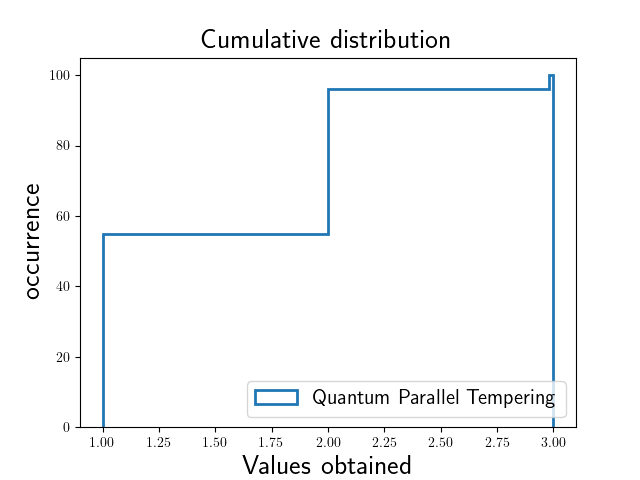 Cumulative distribution
occurrence
100
80
60
40
20
0
Quantum Parallel Tempering
1.00 1.25 1.50 1.75 2.00 2.25 2.50 2.75 3.00
Values obtained